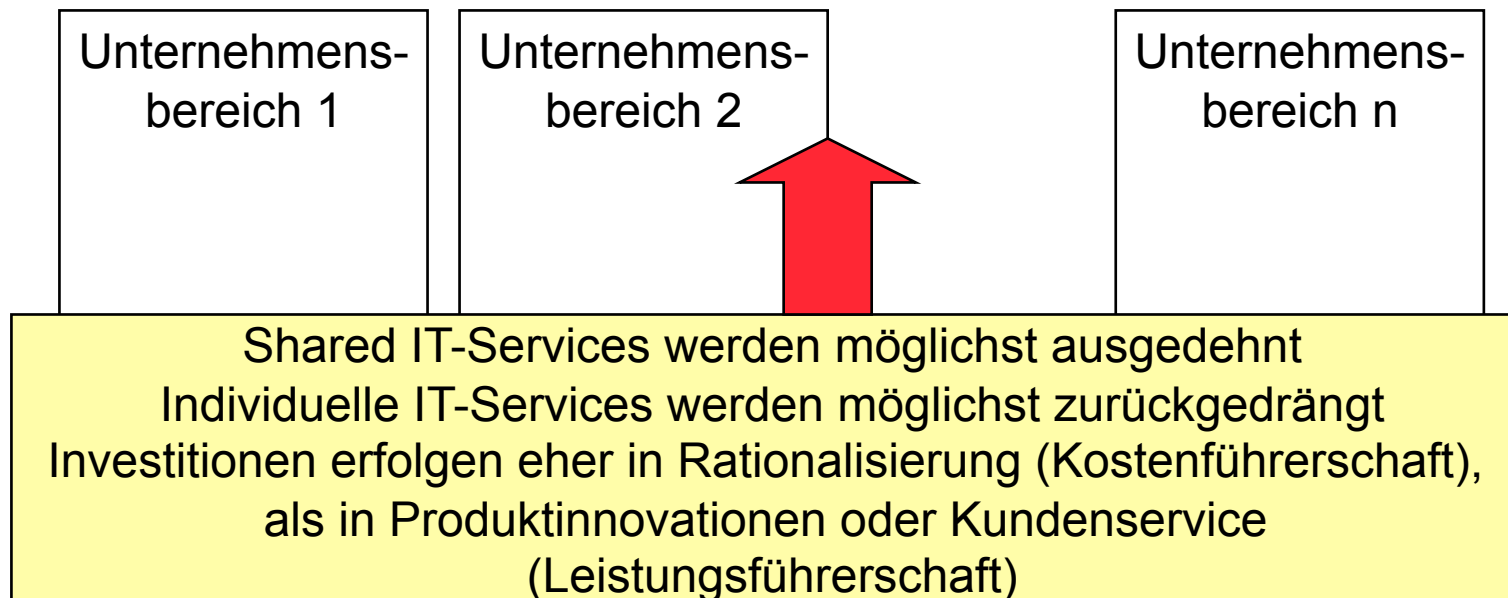 Unternehmens-
bereich 1
Unternehmens-
bereich 2
Unternehmens-
bereich n
Shared IT-Services werden möglichst ausgedehnt
Individuelle IT-Services werden möglichst zurückgedrängt
Investitionen erfolgen eher in Rationalisierung (Kostenführerschaft),
als in Produktinnovationen oder Kundenservice
(Leistungsführerschaft)